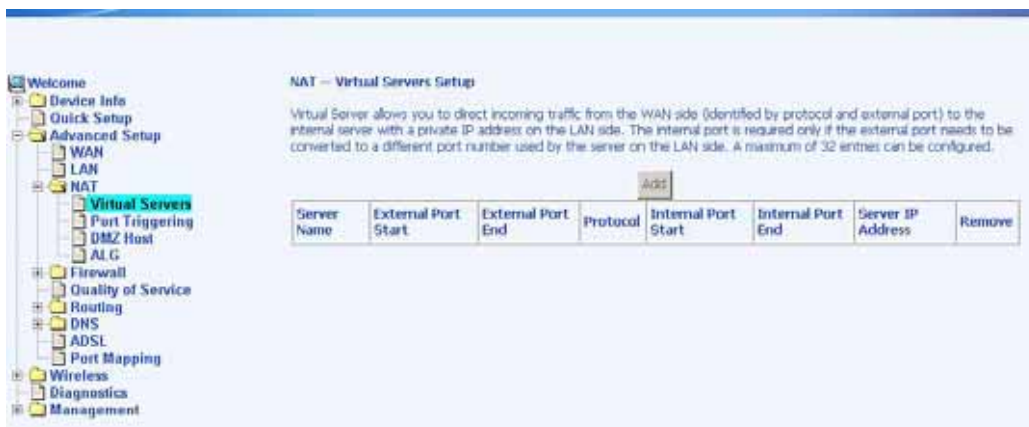 Welcome
Device Info
Quick Setup
Advanced Setup
WAN
LAN
NAT
Virtual Servers
Port Triggering
DMZ Host
ALG
Firewall
Quality of Service
Routing
DNS
ADSL
Port Mapping
Wireless
Diagnostics
Management
NAT -- Virtual Servers Setup
Virtual Server allows you to direct incoming traffic from the WAN side (identified by protocol and external port) to the
internal server with a private IP address on the LAN side. The internal port is required only if the external port needs to be
converted to a different port number used by the server on the LAN side. A maximum of 32 entries can be configured.
Add
Server Name External Port Start External Port End Protocol Internal Port Start Internal Port End Server IP Address Remove